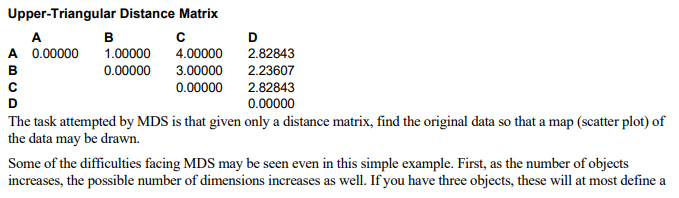 Upper-Triangular Distance Matrix
A B C D
A 0.00000 1.00000 4.00000 2.82843
B 0.00000 3.00000 2.23607
C 0.00000 2.82843
D 0.00000
The task attempted by MDS is that given only a distance matrix, find the original data so that a map (scatter plot) of
the data may be drawn.
Some of the difficulties facing MDS may be seen even in this simple example. First, as the number of objects
increases, the possible number of dimensions increases as well. If you have three objects, these will at most define a